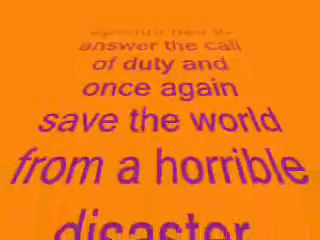 answer the call
of duty and
once again
save the world
from a horrible
disaster